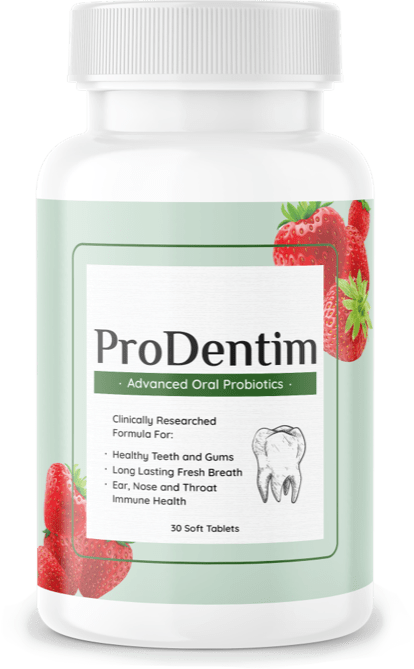 ProDentim
· Advanced Oral Probiotics ·
Clinically Researched
Formula For:
· Healthy Teeth and Gums
· Long Lasting Fresh Breath
· Ear, Nose and Throat
Immune Health
30 Soft Tablets